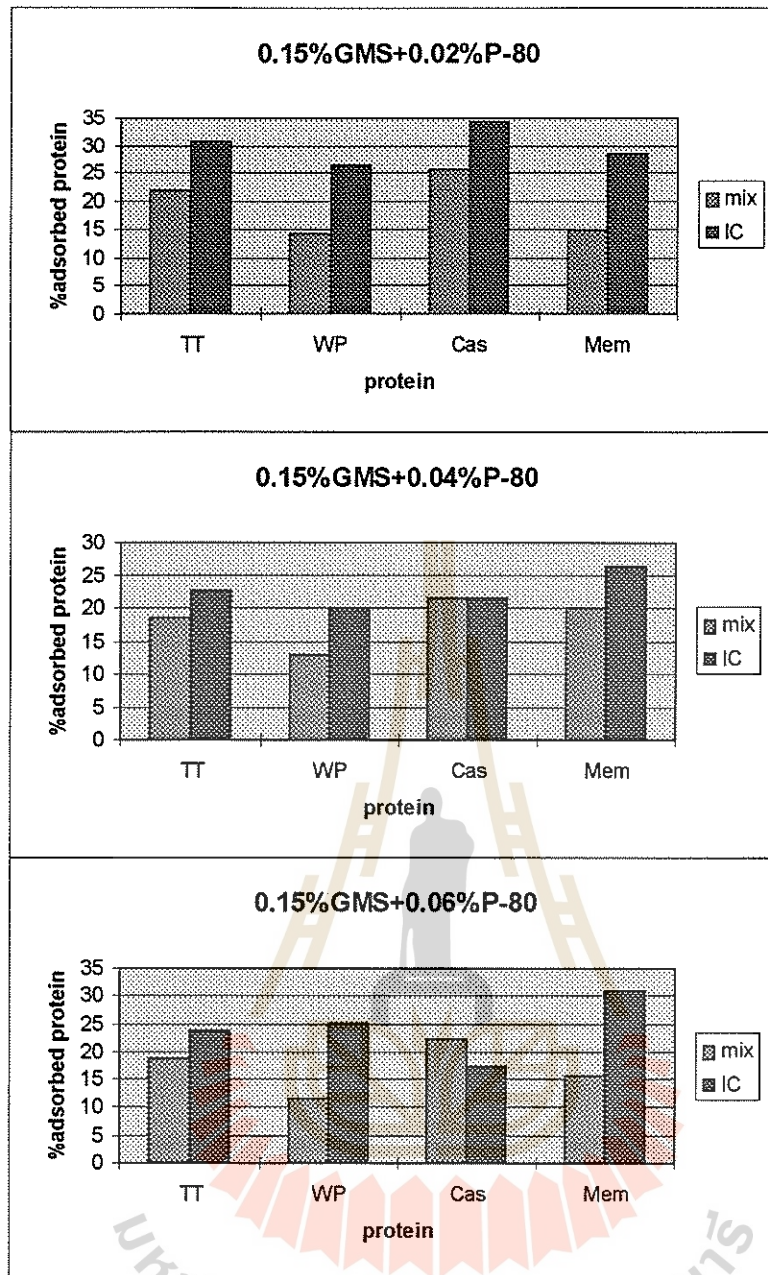 0.15%GMS+0.02%P-80
35
30
25
20
15
10
5
0
%adsorbed protein
TT WP Cas Mem
protein
mix
IC
0.15%GMS+0.04%P-80
30
25
20
15
10
5
0
%adsorbed protein
TT WP Cas Mem
protein
mix
IC
0.15%GMS+0.06%P-80
35
30
25
20
15
10
5
0
%adsorbed protein
TT WP Cas Mem
protein
mix
IC